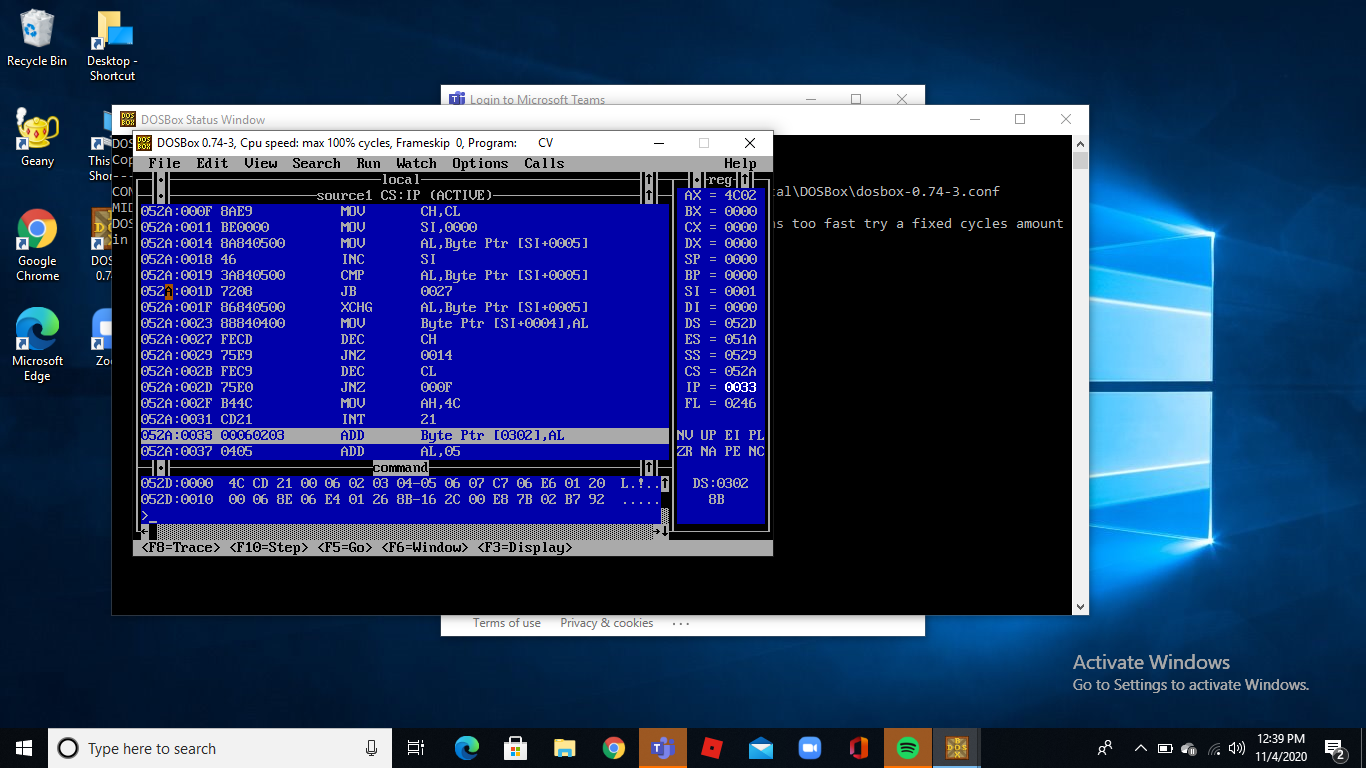 Recycle Bin
Desktop -
Shortcut
Geany
This
Shor
Google
Chrome
DOS
0.7
Microsoft
Edge
Zo
Login to Microsoft Teams
DOSBox Status Window
DOS
Cop
---
CON
cal\DOSBox\dosbox-0.74-3.conf
MID
DOS
ns too fast try a fixed cycles amount
in
DOSBox 0.74-3, Cpu speed: max 100% cycles, Frameskip 0, Program: CV
File Edit View Search Run Watch Options Calls Help
local
source1 CS:IP (ACTIVE)
052A:000F 8AE9 MOV CH,CL
052A:0011 BE0000 MOV SI,0000
052A:0014 8A840500 MOV AL,Byte Ptr [SI+0005]
052A:0018 46 INC SI
052A:0019 3A840500 CMP AL,Byte Ptr [SI+0005]
052A:001D 7208 JB 0027
052A:001F 86840500 XCHG AL,Byte Ptr [SI+0005]
052A:0023 88840400 MOV Byte Ptr [SI+0004],AL
052A:0027 FECD DEC CH
052A:0029 75E9 JNZ 0014
052A:002B FEC9 DEC CL
052A:002D 75E0 JNZ 000F
052A:002F B44C MOV AH,4C
052A:0031 CD21 INT 21
052A:0033 00060203 ADD Byte Ptr [0302],AL
052A:0037 0405 ADD AL,05
command
052D:0000 4C CD 21 00 06 02 03 04-05 06 07 C7 06 E6 01 20 L.!..
052D:0010 00 06 8E 06 E4 01 26 8B-16 2C 00 E8 7B 02 B7 92 .....
>_
reg
AX = 4C02
BX = 0000
CX = 0000
DX = 0000
SP = 0000
BP = 0000
SI = 0001
DI = 0000
DS = 052D
ES = 051A
SS = 0529
CS = 052A
IP = 0033
FL = 0246
NV UP EI PL
ZR NA PE NC
DS:0302
8B
<F8=Trace> <F10=Step> <F5=Go> <F6=Window> <F3=Display>
Terms of use Privacy & cookies ...
Activate Windows
Go to Settings to activate Windows.
Type here to search
12:39 PM
11/4/2020
2